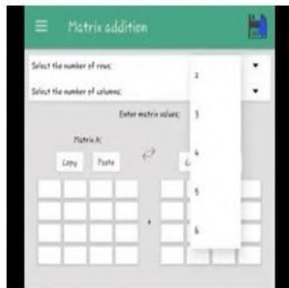 Matrix addition
Select the number of rows:
2
Select the number of columns:
Enter matrix values:
3
Matrix A:
4
Copy Paste
5
+
6